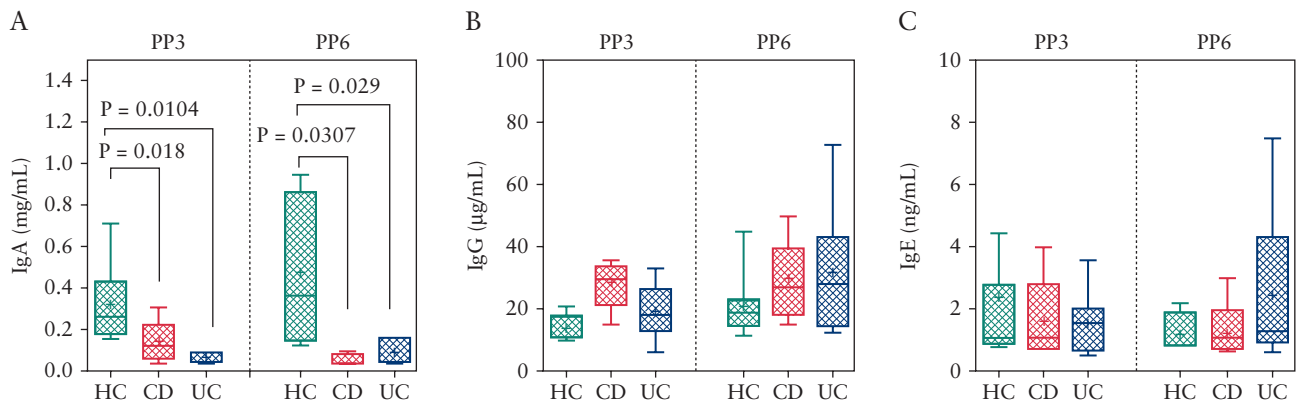 A
PP3
PP6
IgA (mg/mL)
1.4
1.2
1.0
0.8
0.6
0.4
0.2
0.0
P = 0.0104
P = 0.018
P = 0.029
P = 0.0307
HC CD UC HC CD UC
B
PP3
PP6
IgG (µg/mL)
100
80
60
40
20
0
HC CD UC HC CD UC
C
PP3
PP6
IgE (ng/mL)
10
8
6
4
2
0
HC CD UC HC CD UC